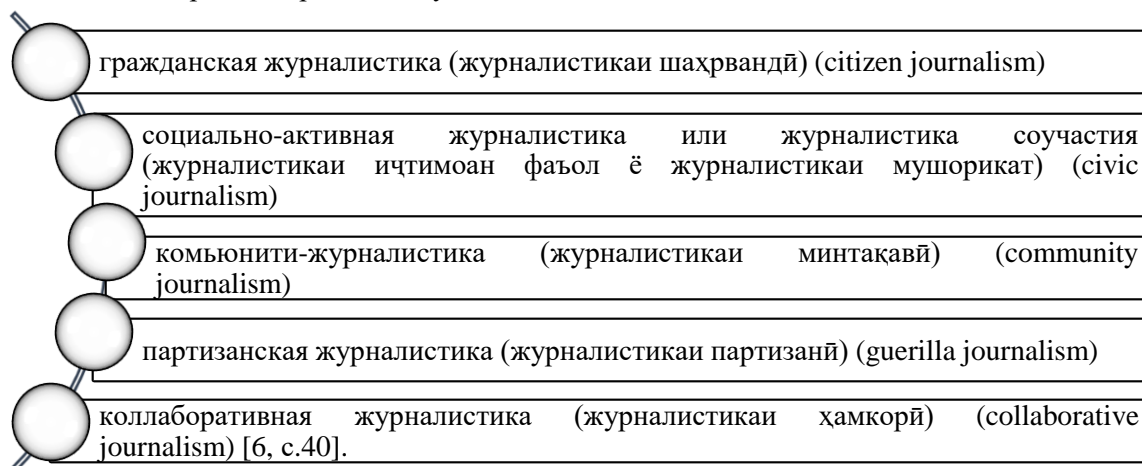 гражданская журналистика (журналистикаи шаҳрвандӣ) (citizen journalism)
социально-активная журналистика или журналистика соучастия
(журналистикаи иҷтимоан фаъол ё журналистикаи мушорикат) (civic
journalism)
комьюнити-журналистика (журналистикаи минтақавӣ) (community
journalism)
партизанская журналистика (журналистикаи партизанӣ) (guerilla journalism)
коллаборативная журналистика (журналистикаи ҳамкорӣ) (collaborative
journalism) [6, с.40].